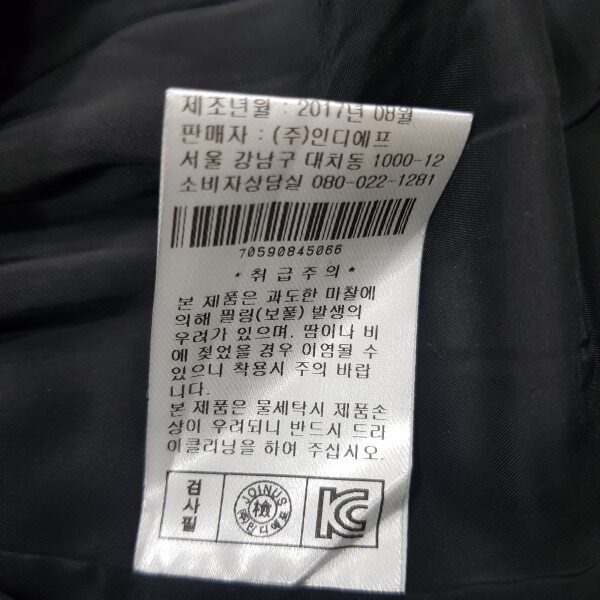 제조년월 : 2017년 08월
판매자 : (주)인디에프
서울 강남구 대치동 1000-12
소비자상담실 080-022-1281
70590845066
* 취급주의 *
본 제품은 과도한 마찰에
의해 필링(보풀) 발생의
우려가 있으며, 땀이나 비
에 젖었을 경우 이염될 수
있으니 착용시 주의 바랍
니다.
본 제품은 물세탁시 제품손
상이 우려되니 반드시 드라
이클리닝을 하여 주십시오.
검사필
JOINUS
檢
(주)인디에프
KC